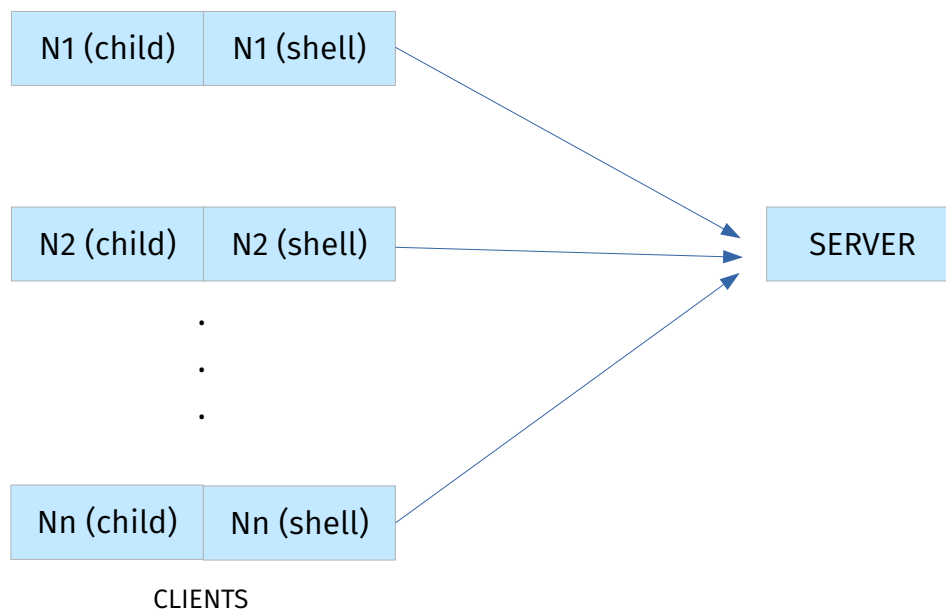 N1 (child) N1 (shell)
N2 (child) N2 (shell)
SERVER
.
.
.
Nn (child) Nn (shell)
CLIENTS